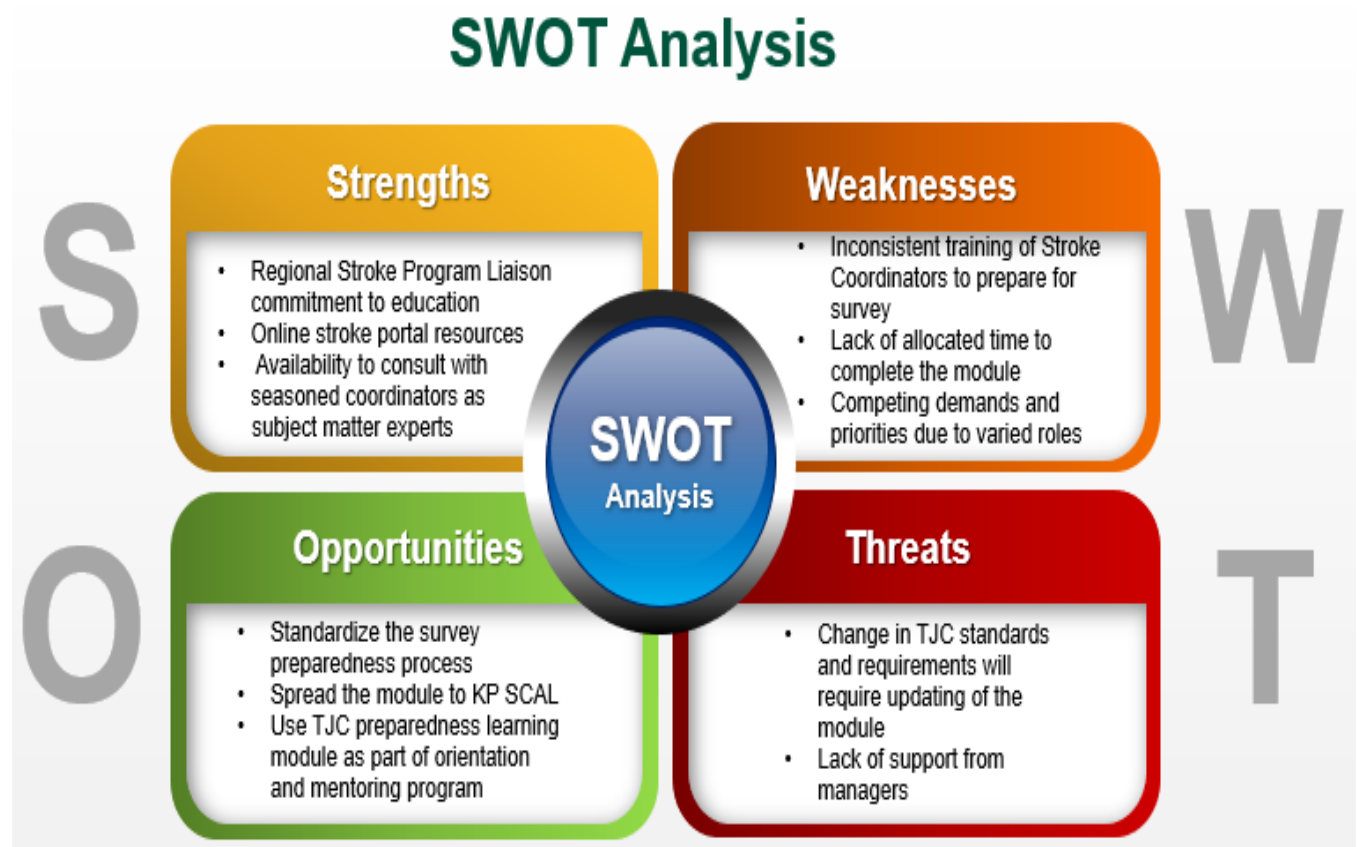 SWOT Analysis
S
Strengths
• Regional Stroke Program Liaison
commitment to education
• Online stroke portal resources
• Availability to consult with
seasoned coordinators as
subject matter experts
W
Weaknesses
• Inconsistent training of Stroke
Coordinators to prepare for
survey
• Lack of allocated time to
complete the module
• Competing demands and
priorities due to varied roles
SWOT
Analysis
O
Opportunities
• Standardize the survey
preparedness process
• Spread the module to KP SCAL
• Use TJC preparedness learning
module as part of orientation
and mentoring program
T
Threats
• Change in TJC standards
and requirements will
require updating of the
module
• Lack of support from
managers